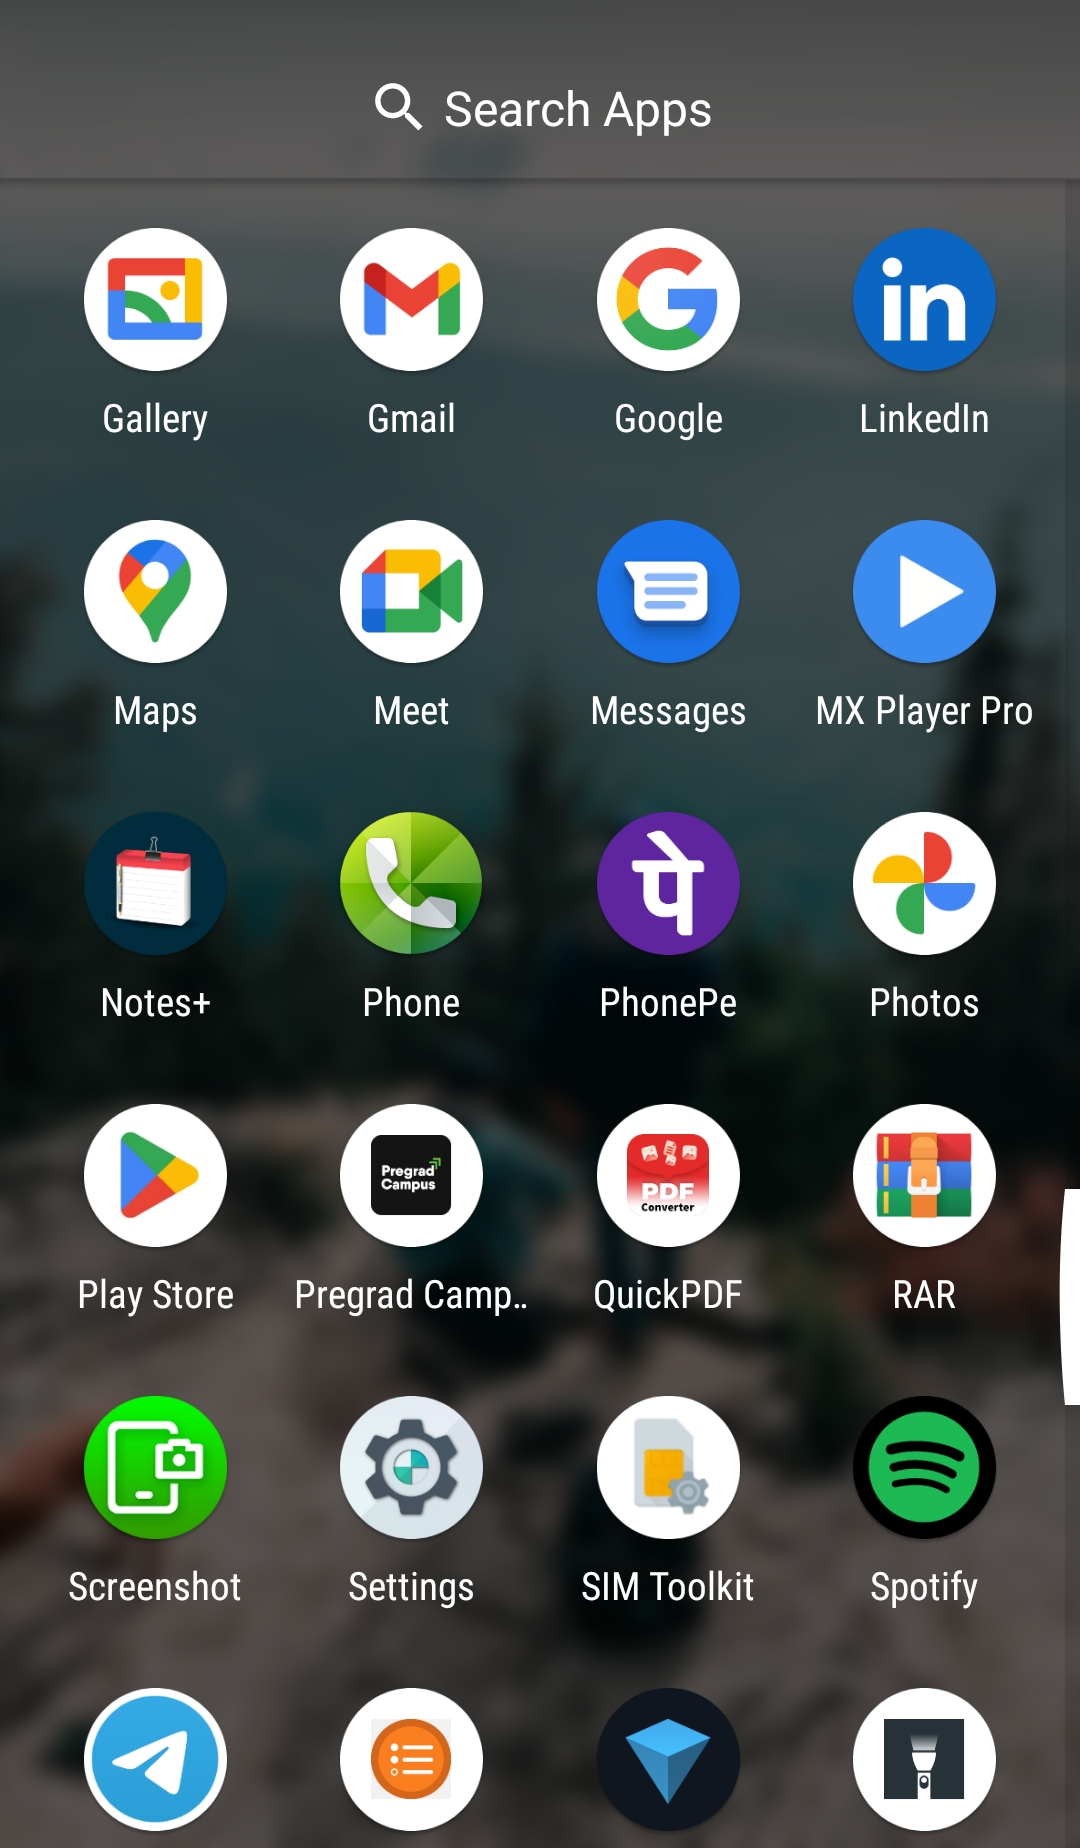 Search Apps
Gallery
Gmail
Google
in
LinkedIn
Maps
Meet
Messages
MX Player Pro
Notes+
Phone
पे
PhonePe
Photos
Play Store
Pregrad
Campus
Pregrad Camp..
PDF
Converter
QuickPDF
RAR
Screenshot
Settings
SIM Toolkit
Spotify